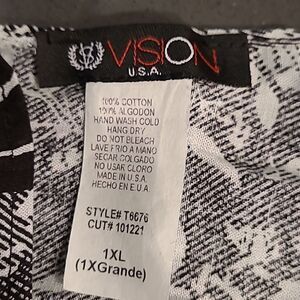 VISION
U.S.A.
100% COTTON
100% ALGODON
HAND WASH COLD
HANG DRY
DO NOT BLEACH
LAVE FRIO A MANO
SECAR COLGADO
NO USAR CLORO
MADE IN U.S.A
HECHO EN E U A
STYLE# T6676
CUT# 101221
1XL
(1XGrande)